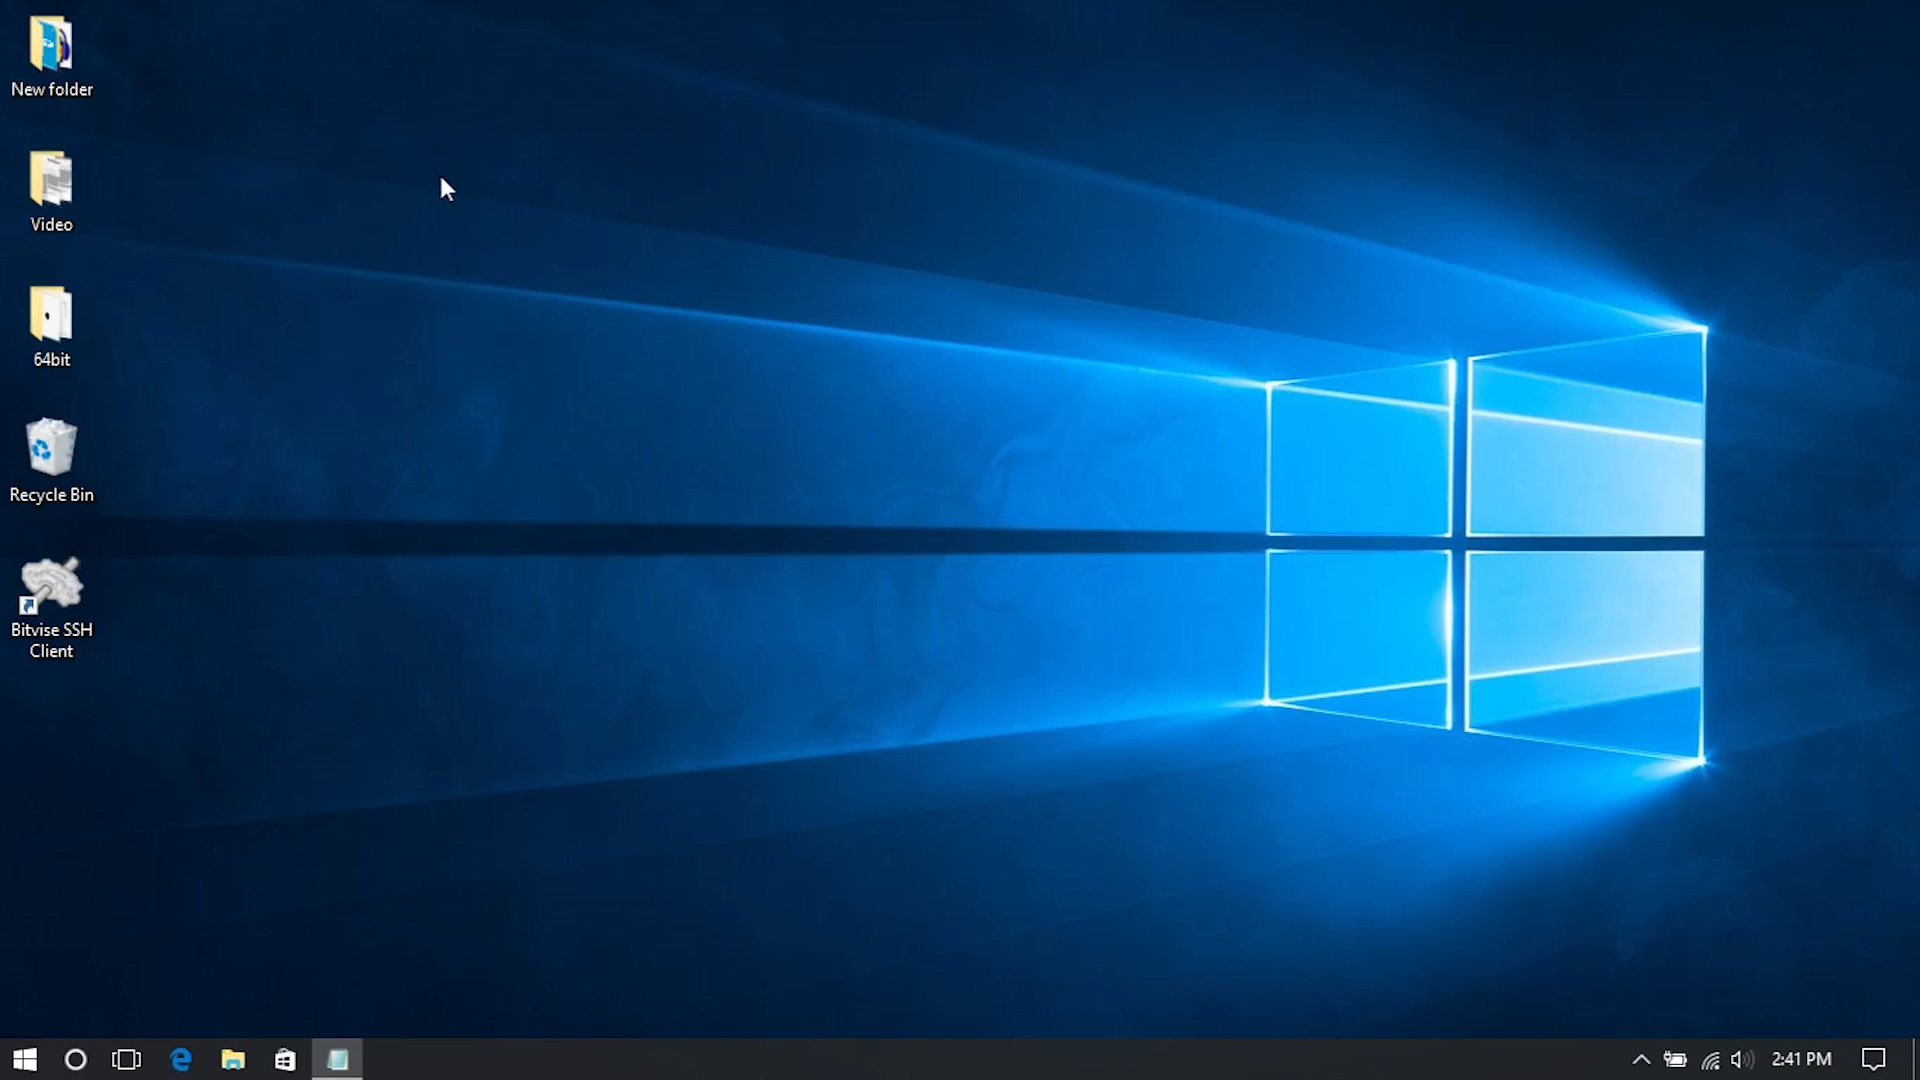 New folder
Video
64bit
Recycle Bin
Bitvise SSH
Client
2:41 PM